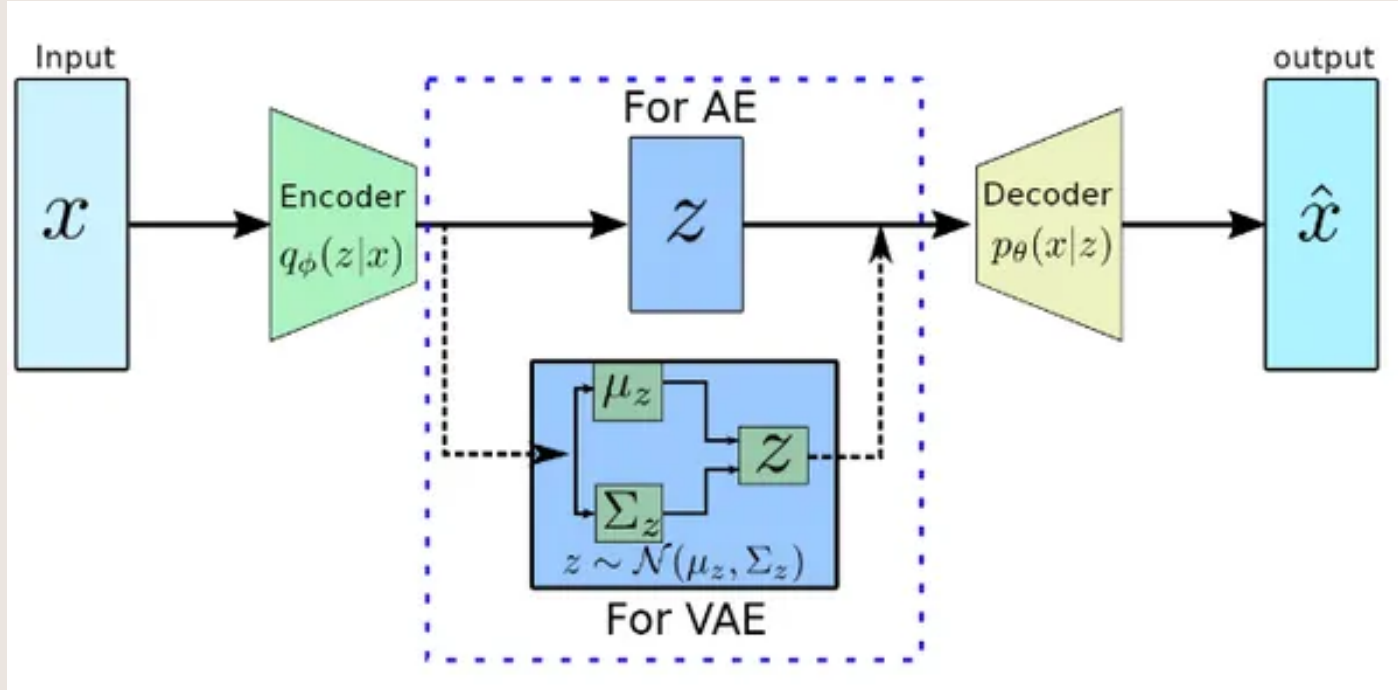 Input
x
Encoder
qϕ(z|x)
For AE
z
μz
Σz
z
z ∼ 𝒩(μz, Σz)
For VAE
Decoder
pθ(x|z)
output
x̂